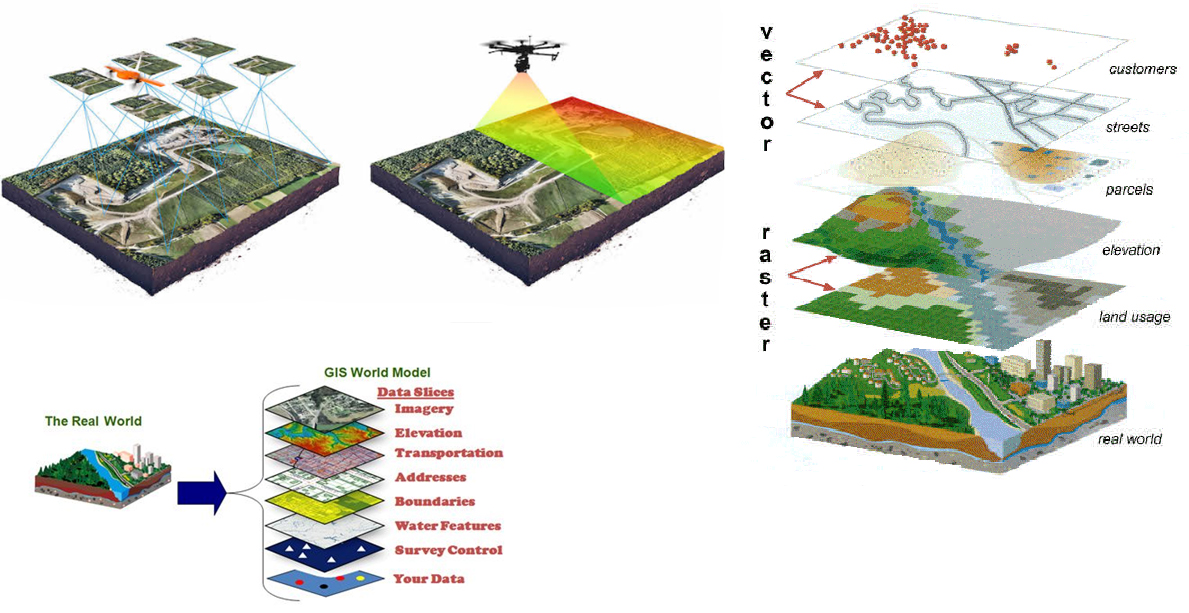 vector
customers
streets
parcels
raster
elevation
land usage
real world
GIS World Model
The Real World
Data Slices
Imagery
Elevation
Transportation
Addresses
Boundaries
Water Features
Survey Control
Your Data